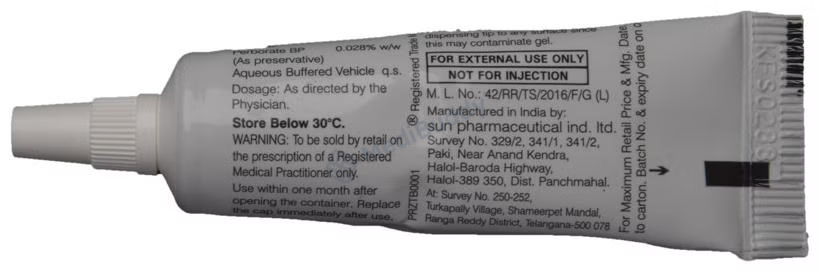 Perborate BP 0.028% w/w
(As preservative)
Aqueous Buffered Vehicle q.s.
Dosage: As directed by the
Physician.
Store Below 30°C.
WARNING: To be sold by retail on
the prescription of a Registered
Medical Practitioner only.
Use within one month after
opening the container. Replace
the cap immediately after use.
® Registered Trade
PRZTB0001
dispensing tip to any surface since
this may contaminate gel.
FOR EXTERNAL USE ONLY
NOT FOR INJECTION
M. L. No.: 42/RR/TS/2016/F/G (L)
Manufactured in India by:
sun pharmaceutical ind. ltd.
Survey No. 329/2, 341/1, 341/2,
Paki, Near Anand Kendra,
Halol-Baroda Highway,
Halol-389 350, Dist. Panchmahal.
At: Survey No. 250-252,
Turkapally Village, Shameerpet Mandal,
Ranga Reddy District, Telangana-500 078
For Maximum Retail Price & Mfg. Date
to carton. Batch No. & expiry date on